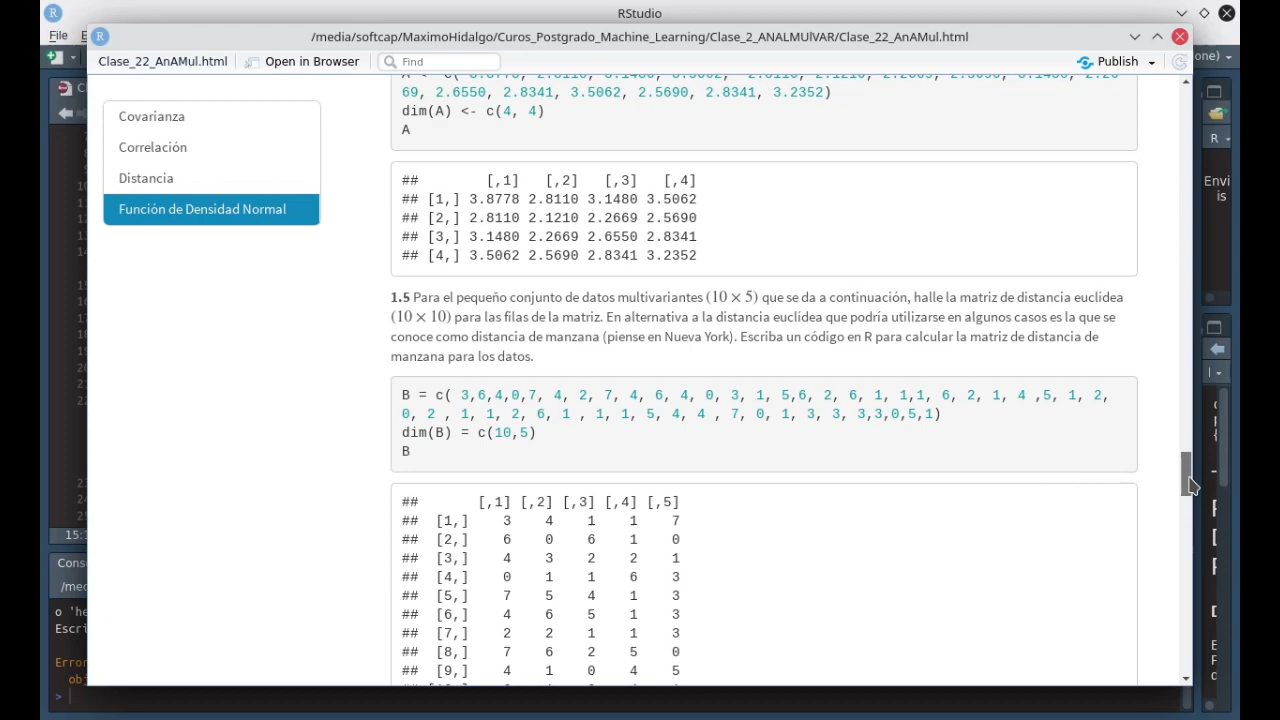 RStudio
File
/media/softcap/MaximoHidalgo/Curos_Postgrado_Machine_Learning/Clase_2_ANALMUlVAR/Clase_22_AnAMul.html
Clase_22_AnAMul.html
Open in Browser
Find
Publish
Covarianza
Correlación
Distancia
Función de Densidad Normal
69, 2.6550, 2.8341, 3.5062, 2.5690, 2.8341, 3.2352)
dim(A) <- c(4, 4)
A
## [,1] [,2] [,3] [,4]
## [1,] 3.8778 2.8110 3.1480 3.5062
## [2,] 2.8110 2.1210 2.2669 2.5690
## [3,] 3.1480 2.2669 2.6550 2.8341
## [4,] 3.5062 2.5690 2.8341 3.2352
1.5 Para el pequeño conjunto de datos multivariantes (10 × 5) que se da a continuación, halle la matriz de distancia euclídea
(10 × 10) para las filas de la matriz. En alternativa a la distancia euclídea que podría utilizarse en algunos casos es la que se
conoce como distancia de manzana (piense en Nueva York). Escriba un código en R para calcular la matriz de distancia de
manzana para los datos.
B = c( 3,6,4,0,7, 4, 2, 7, 4, 6, 4, 0, 3, 1, 5,6, 2, 6, 1, 1,1, 6, 2, 1, 4 ,5, 1, 2,
0, 2 , 1, 1, 2, 6, 1 , 1, 1, 5, 4, 4 , 7, 0, 1, 3, 3, 3,3,0,5,1)
dim(B) = c(10,5)
B
## [,1] [,2] [,3] [,4] [,5]
## [1,] 3 4 1 1 7
## [2,] 6 0 6 1 0
## [3,] 4 3 2 2 1
## [4,] 0 1 1 6 3
## [5,] 7 5 4 1 3
## [6,] 4 6 5 1 3
## [7,] 2 2 1 1 3
## [8,] 7 6 2 5 0
## [9,] 4 1 0 4 5
Envi
is
R
15:1
Cons
/med
o 'he
Escri
Error
obj
>